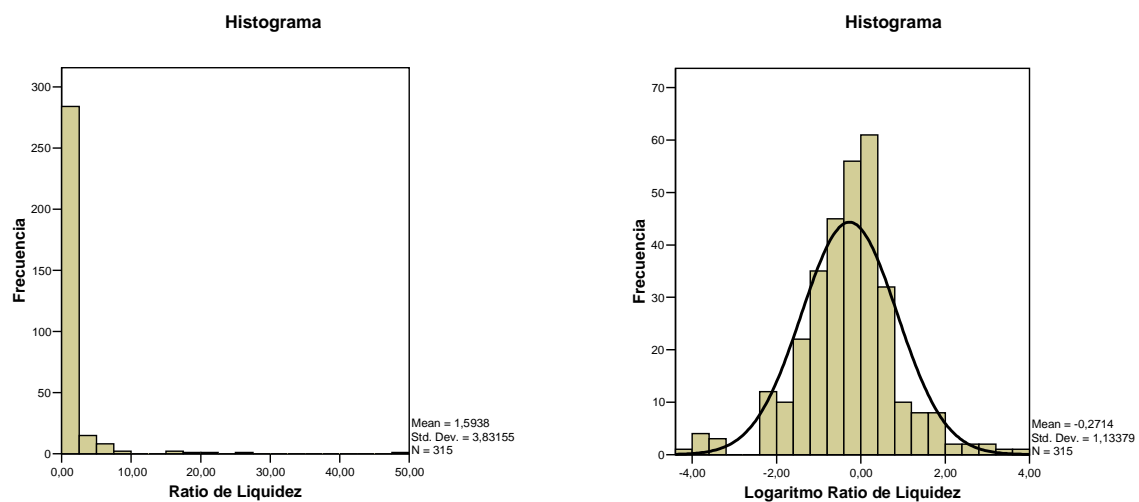 Histograma
300
250
200
150
100
50
0
Frecuencia
0,00 10,00 20,00 30,00 40,00 50,00
Ratio de Liquidez
Mean = 1,5938
Std. Dev. = 3,83155
N = 315
Histograma
70
60
50
40
30
20
10
0
Frecuencia
-4,00 -2,00 0,00 2,00 4,00
Logaritmo Ratio de Liquidez
Mean = -0,2714
Std. Dev. = 1,13379
N = 315